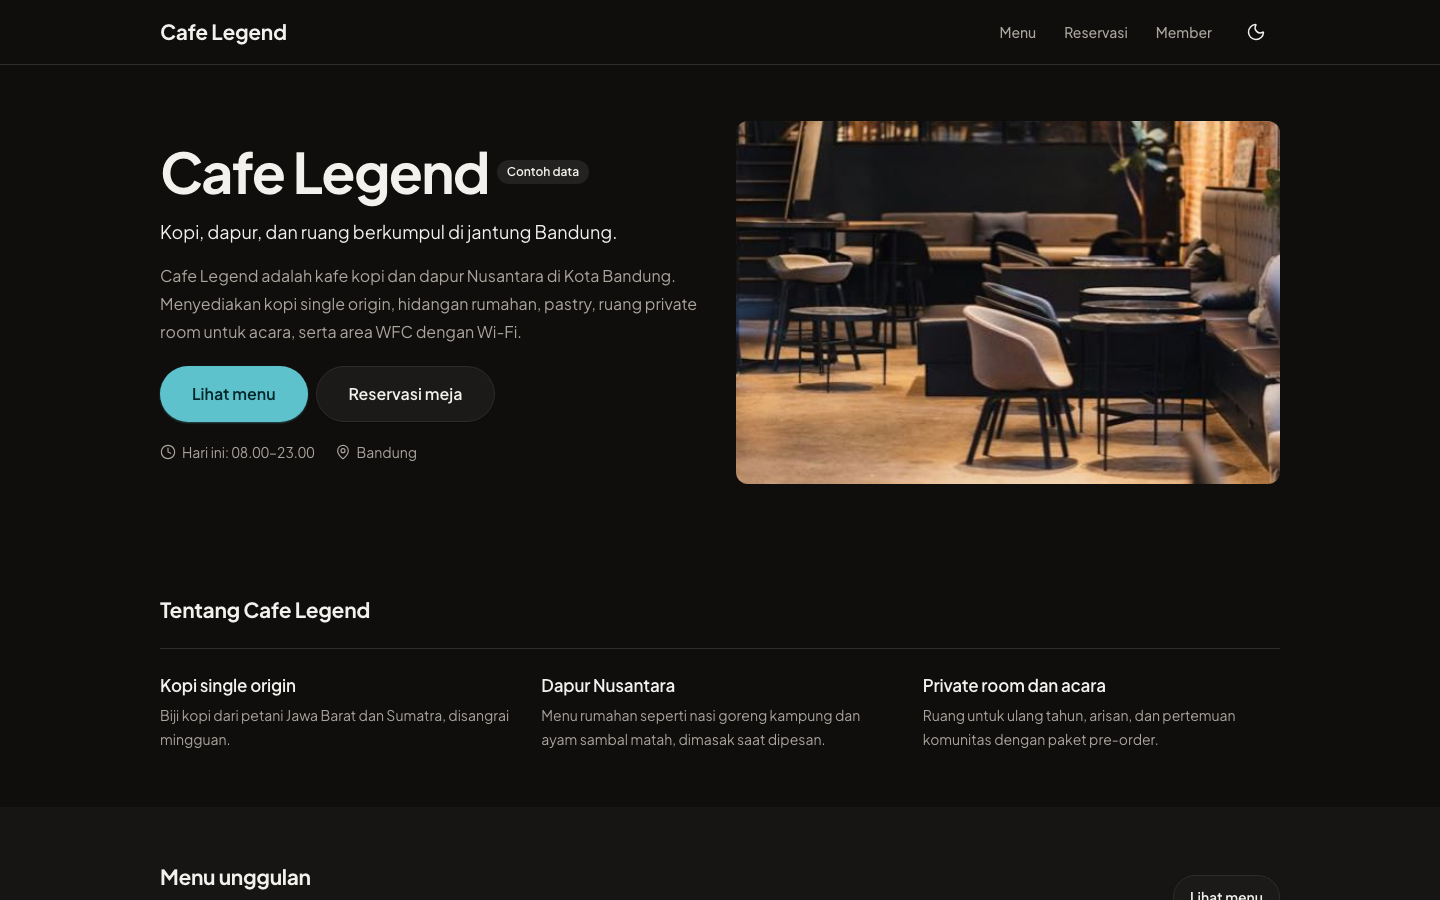 Cafe Legend
Menu
Reservasi
Member
Cafe Legend
Contoh data
Kopi, dapur, dan ruang berkumpul di jantung Bandung.
Cafe Legend adalah kafe kopi dan dapur Nusantara di Kota Bandung.
Menyediakan kopi single origin, hidangan rumahan, pastry, ruang private
room untuk acara, serta area WFC dengan Wi-Fi.
Lihat menu
Reservasi meja
Hari ini: 08.00–23.00
Bandung
Tentang Cafe Legend
Kopi single origin
Biji kopi dari petani Jawa Barat dan Sumatra, disangrai
mingguan.
Dapur Nusantara
Menu rumahan seperti nasi goreng kampung dan
ayam sambal matah, dimasak saat dipesan.
Private room dan acara
Ruang untuk ulang tahun, arisan, dan pertemuan
komunitas dengan paket pre-order.
Menu unggulan
Lihat menu